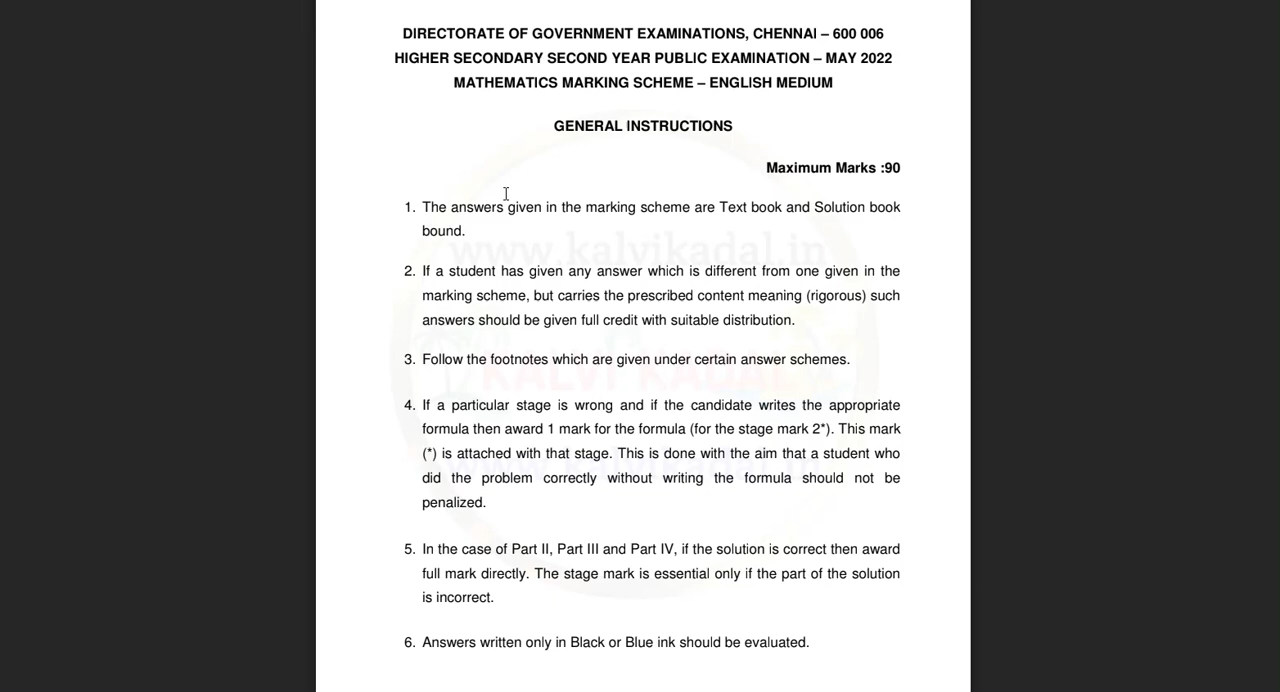 DIRECTORATE OF GOVERNMENT EXAMINATIONS, CHENNAI – 600 006
HIGHER SECONDARY SECOND YEAR PUBLIC EXAMINATION – MAY 2022
MATHEMATICS MARKING SCHEME – ENGLISH MEDIUM
GENERAL INSTRUCTIONS
Maximum Marks :90
1. The answers given in the marking scheme are Text book and Solution book
bound.
www.kalvikadal.in
2. If a student has given any answer which is different from one given in the
marking scheme, but carries the prescribed content meaning (rigorous) such
answers should be given full credit with suitable distribution.
3. Follow the footnotes which are given under certain answer schemes.
KALVI KADAL
4. If a particular stage is wrong and if the candidate writes the appropriate
formula then award 1 mark for the formula (for the stage mark 2*). This mark
(*) is attached with that stage. This is done with the aim that a student who
www.kalvikadal.in
did the problem correctly without writing the formula should not be
penalized.
5. In the case of Part II, Part III and Part IV, if the solution is correct then award
full mark directly. The stage mark is essential only if the part of the solution
is incorrect.
6. Answers written only in Black or Blue ink should be evaluated.